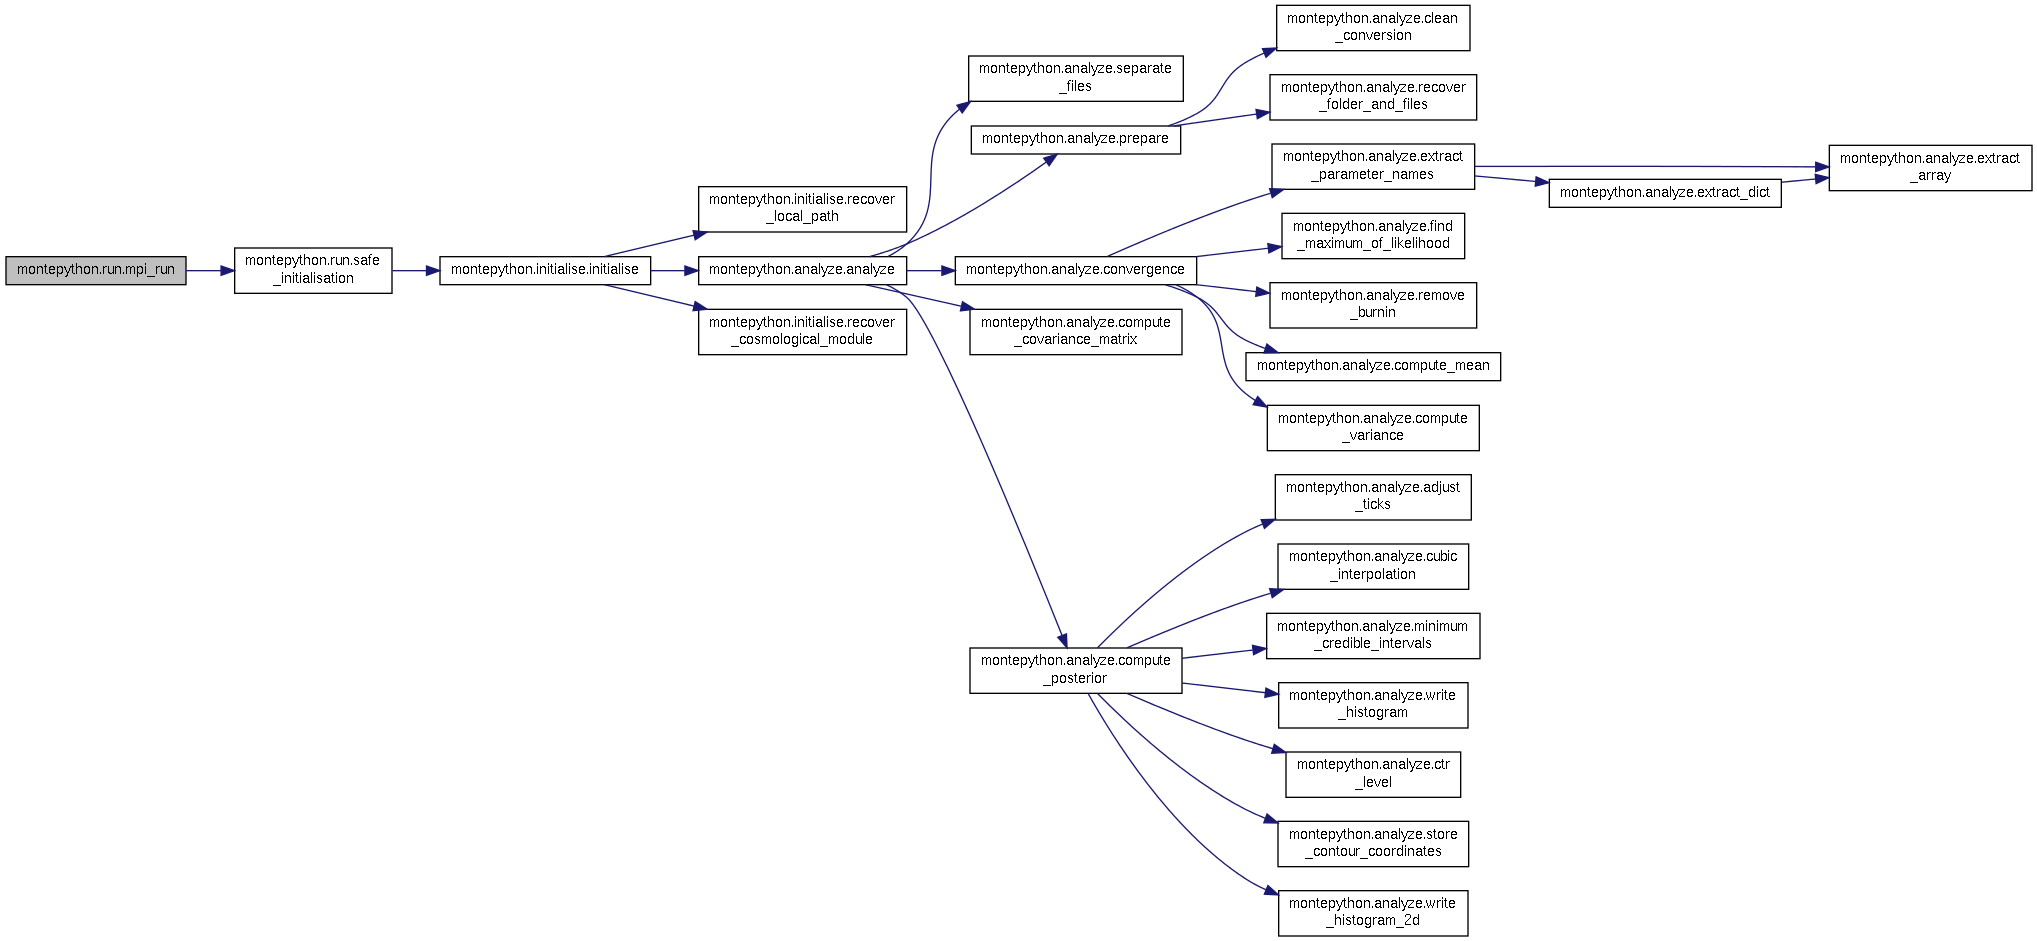 montepython.run.mpi_run
montepython.run.safe
_initialisation
montepython.initialise.initialise
montepython.initialise.recover
_local_path
montepython.analyze.analyze
montepython.initialise.recover
_cosmological_module
montepython.analyze.separate
_files
montepython.analyze.prepare
montepython.analyze.convergence
montepython.analyze.compute
_covariance_matrix
montepython.analyze.compute
_posterior
montepython.analyze.clean
_conversion
montepython.analyze.recover
_folder_and_files
montepython.analyze.extract
_parameter_names
montepython.analyze.find
_maximum_of_likelihood
montepython.analyze.remove
_burnin
montepython.analyze.compute_mean
montepython.analyze.compute
_variance
montepython.analyze.adjust
_ticks
montepython.analyze.cubic
_interpolation
montepython.analyze.minimum
_credible_intervals
montepython.analyze.write
_histogram
montepython.analyze.ctr
_level
montepython.analyze.store
_contour_coordinates
montepython.analyze.write
_histogram_2d
montepython.analyze.extract_dict
montepython.analyze.extract
_array